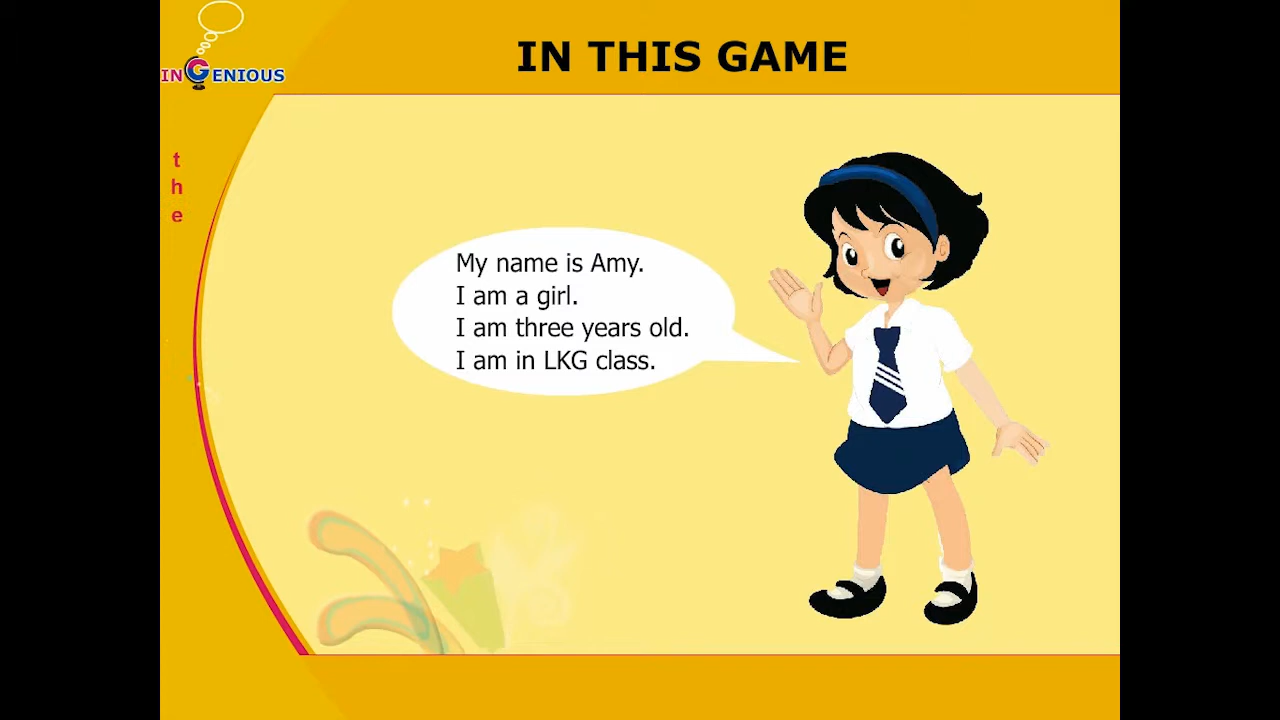 IN THIS GAME
INGENIOUS
t
h
e
My name is Amy.
I am a girl.
I am three years old.
I am in LKG class.